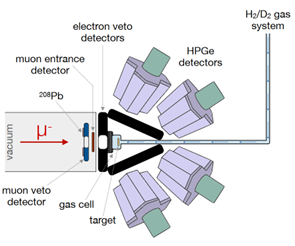 electron veto
detectors
H2/D2 gas
system
muon entrance
detector
HPGe
detectors
208Pb
vacuum
μ-
muon veto
detector
gas cell
target